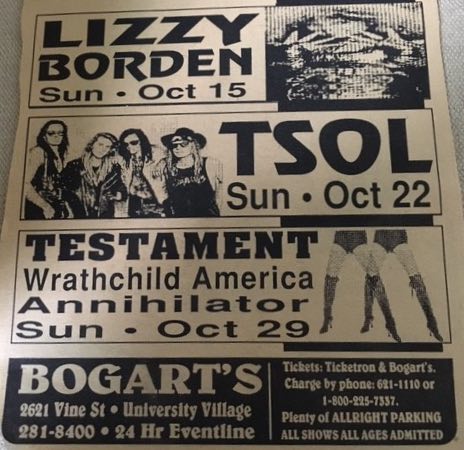 LIZZY
BORDEN
Sun • Oct 15
TSOL
Sun • Oct 22
TESTAMENT
Wrathchild America
Annihilator
Sun • Oct 29
BOGART'S
2621 Vine St • University Village
281-8400 • 24 Hr Eventline
Tickets: Ticketron & Bogart's.
Charge by phone: 621-1110 or
1-800-225-7337.
Plenty of ALLRIGHT PARKING
ALL SHOWS ALL AGES ADMITTED